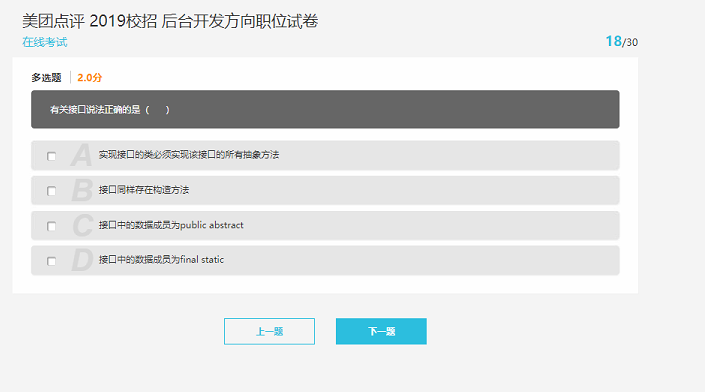 美团点评 2019校招 后台开发方向职位试卷
在线考试
18/30
多选题 2.0分
有关接口说法正确的是（ ）
A 实现接口的类必须实现该接口的所有抽象方法
B 接口同样存在构造方法
C 接口中的数据成员为public abstract
D 接口中的数据成员为final static
上一题 下一题